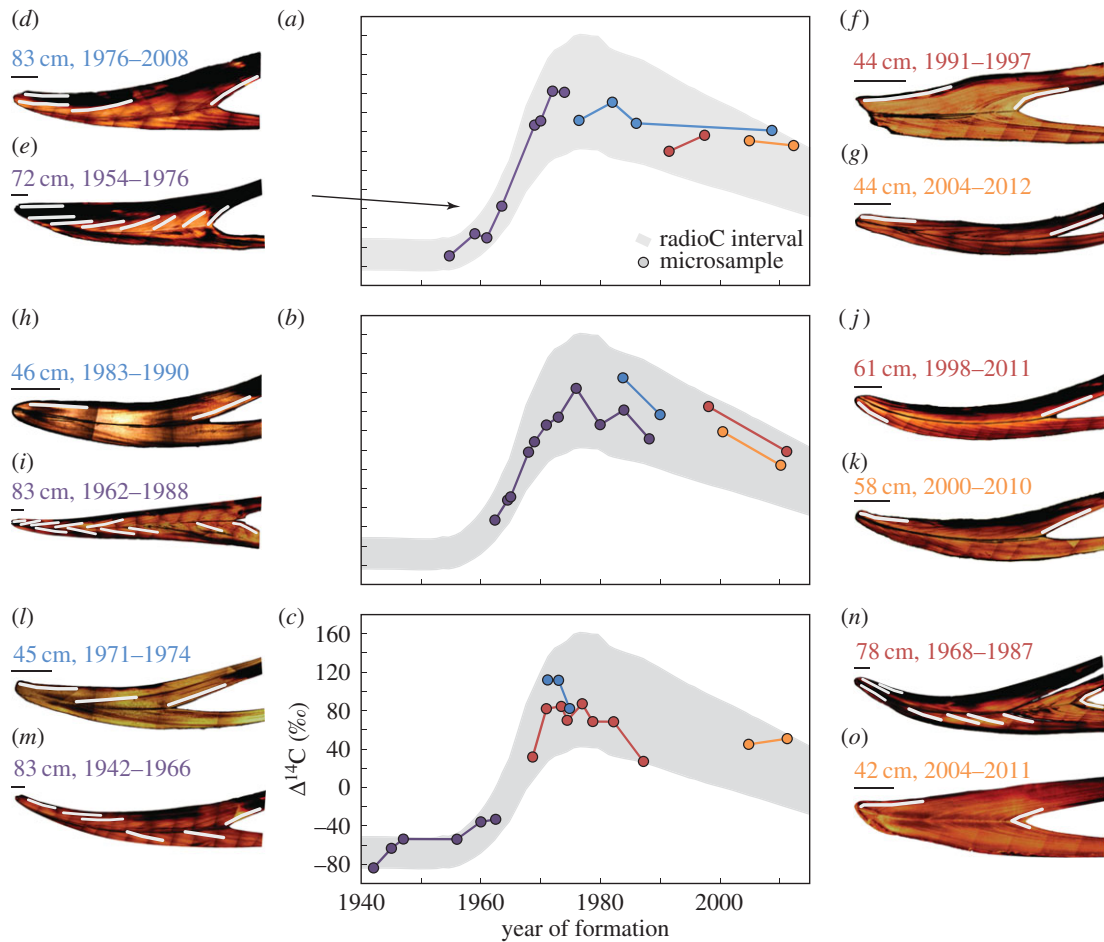 (d)
83 cm, 1976–2008
(e)
72 cm, 1954–1976
(a)
radioC interval
microsample
(f)
44 cm, 1991–1997
(g)
44 cm, 2004–2012
(h)
46 cm, 1983–1990
(i)
83 cm, 1962–1988
(b)
(j)
61 cm, 1998–2011
(k)
58 cm, 2000–2010
(l)
45 cm, 1971–1974
(m)
83 cm, 1942–1966
(c)
160
120
80
40
0
–40
–80
Δ¹⁴C (‰)
1940 1960 1980 2000
year of formation
(n)
78 cm, 1968–1987
(o)
42 cm, 2004–2011